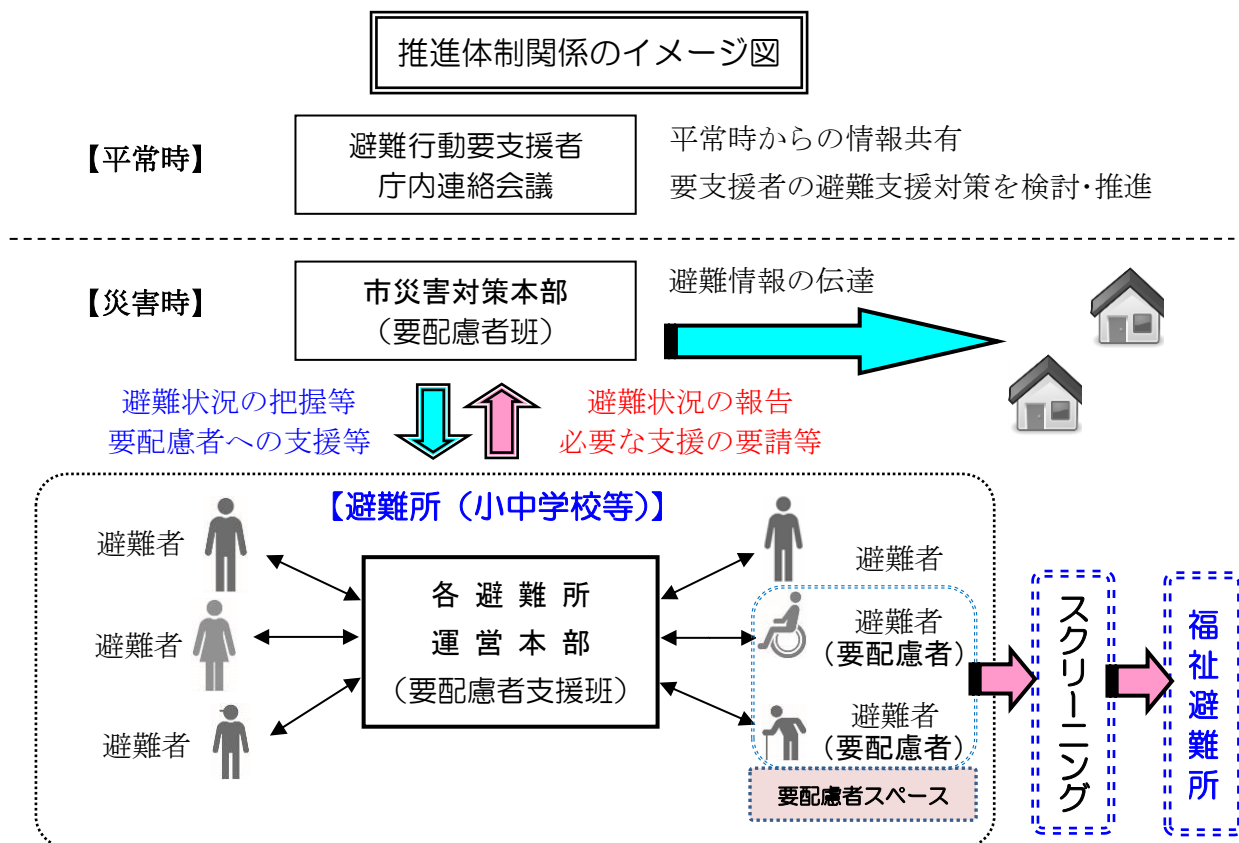 推進体制関係のイメージ図
【平常時】
避難行動要支援者
庁内連絡会議
平常時からの情報共有
要支援者の避難支援対策を検討・推進
【災害時】
市災害対策本部
（要配慮者班）
避難情報の伝達
避難状況の把握等
要配慮者への支援等
避難状況の報告
必要な支援の要請等
【避難所（小中学校等）】
避難者
避難者
避難者
各避難所
運営本部
（要配慮者支援班）
避難者
避難者
（要配慮者）
避難者
（要配慮者）
要配慮者スペース
スクリーニング
福祉避難所